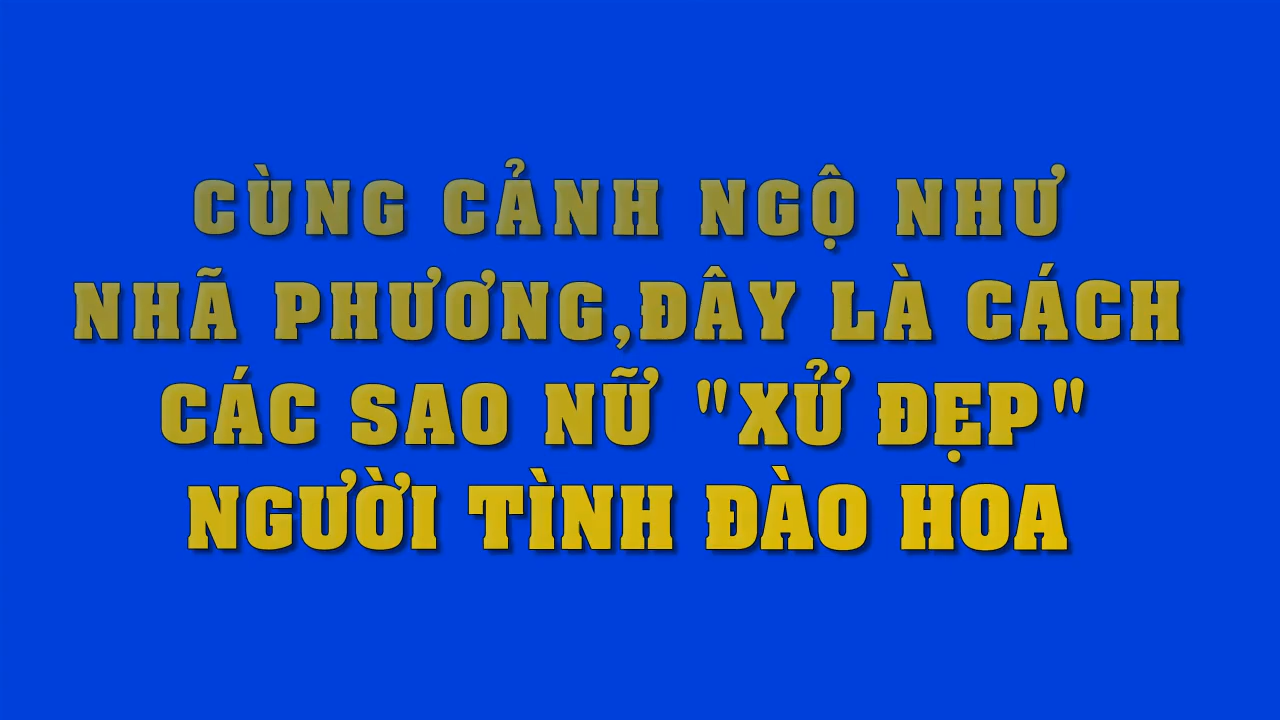 CÙNG CẢNH NGỘ NHƯ
NHÃ PHƯƠNG,ĐÂY LÀ CÁCH
CÁC SAO NỮ "XỬ ĐẸP"
NGƯỜI TÌNH ĐÀO HOA